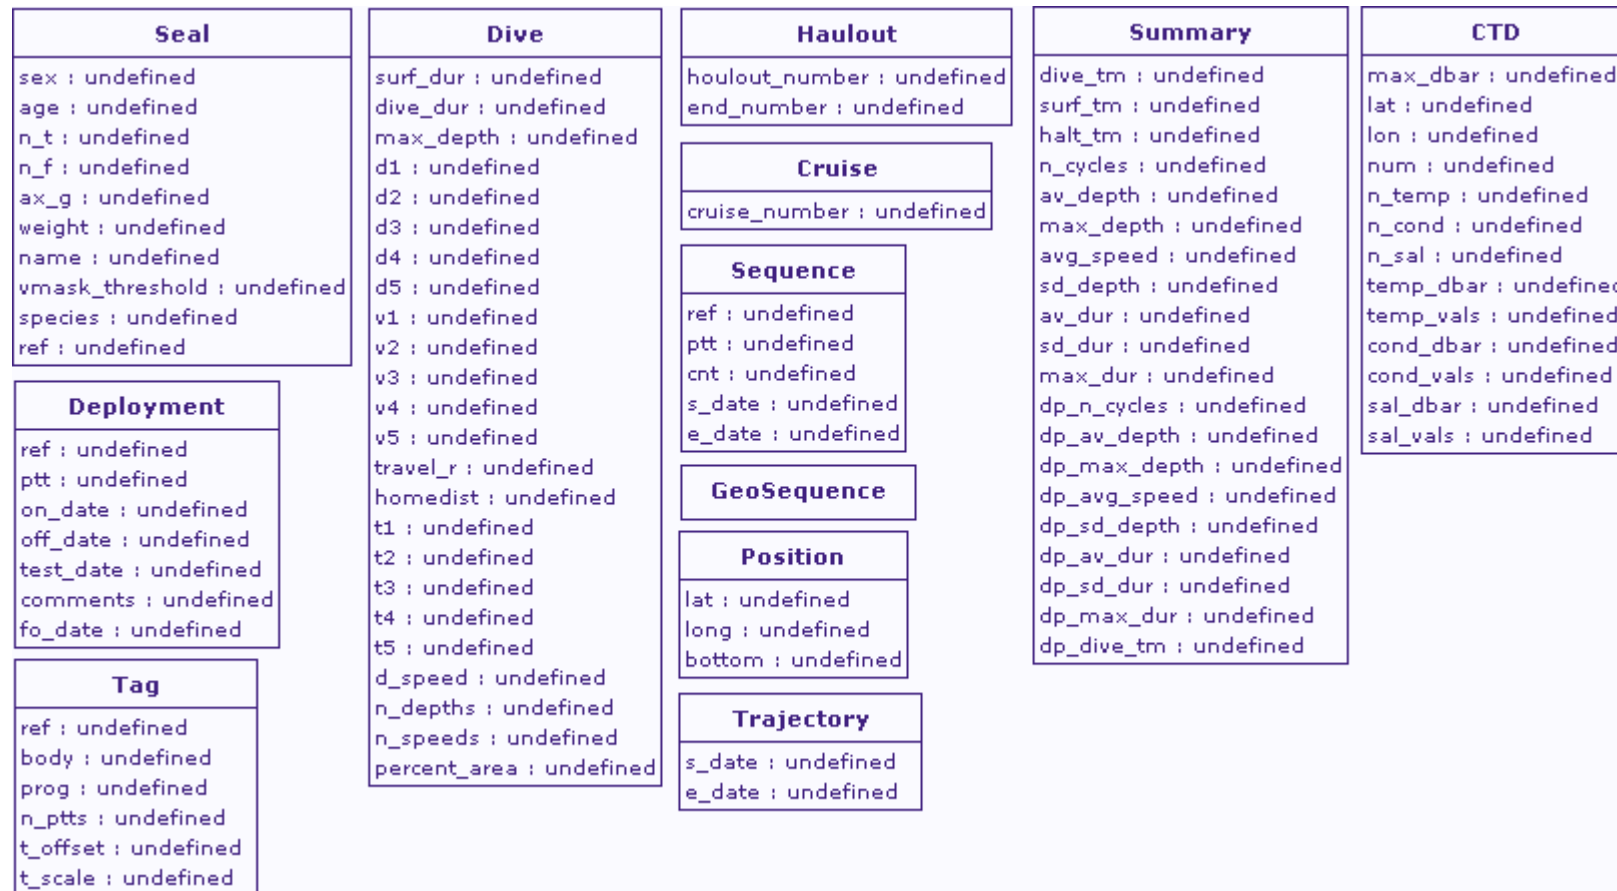 Seal
sex : undefined
age : undefined
n_t : undefined
n_f : undefined
ax_g : undefined
weight : undefined
name : undefined
vmask_threshold : undefined
species : undefined
ref : undefined
Deployment
ref : undefined
ptt : undefined
on_date : undefined
off_date : undefined
test_date : undefined
comments : undefined
fo_date : undefined
Tag
ref : undefined
body : undefined
prog : undefined
n_ptts : undefined
t_offset : undefined
t_scale : undefined
Dive
surf_dur : undefined
dive_dur : undefined
max_depth : undefined
d1 : undefined
d2 : undefined
d3 : undefined
d4 : undefined
d5 : undefined
v1 : undefined
v2 : undefined
v3 : undefined
v4 : undefined
v5 : undefined
travel_r : undefined
homedist : undefined
t1 : undefined
t2 : undefined
t3 : undefined
t4 : undefined
t5 : undefined
d_speed : undefined
n_depths : undefined
n_speeds : undefined
percent_area : undefined
Haulout
houlout_number : undefined
end_number : undefined
Cruise
cruise_number : undefined
Sequence
ref : undefined
ptt : undefined
cnt : undefined
s_date : undefined
e_date : undefined
GeoSequence
Position
lat : undefined
long : undefined
bottom : undefined
Trajectory
s_date : undefined
e_date : undefined
Summary
dive_tm : undefined
surf_tm : undefined
halt_tm : undefined
n_cycles : undefined
av_depth : undefined
max_depth : undefined
avg_speed : undefined
sd_depth : undefined
av_dur : undefined
sd_dur : undefined
max_dur : undefined
dp_n_cycles : undefined
dp_av_depth : undefined
dp_max_depth : undefined
dp_avg_speed : undefined
dp_sd_depth : undefined
dp_av_dur : undefined
dp_sd_dur : undefined
dp_max_dur : undefined
dp_dive_tm : undefined
CTD
max_dbar : undefined
lat : undefined
lon : undefined
num : undefined
n_temp : undefined
n_cond : undefined
n_sal : undefined
temp_dbar : undefined
temp_vals : undefined
cond_dbar : undefined
cond_vals : undefined
sal_dbar : undefined
sal_vals : undefined